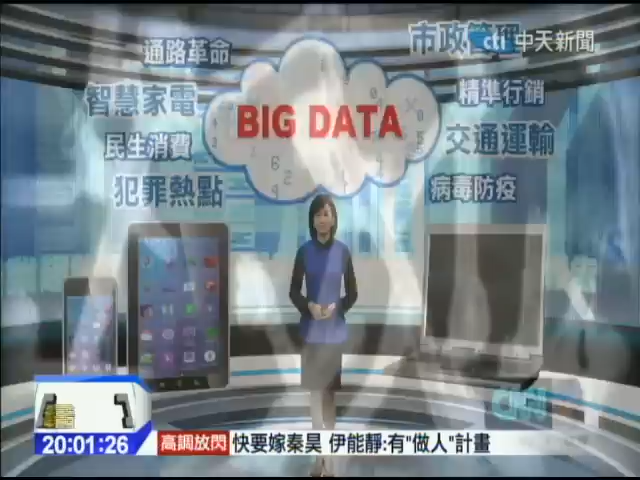 市政管理
cti 中天新聞
通路革命
智慧家電
精準行銷
BIG DATA
民生消費
交通運輸
犯罪熱點
病毒防疫
20:01:26
高調放閃 快要嫁秦昊 伊能靜:有"做人"計畫